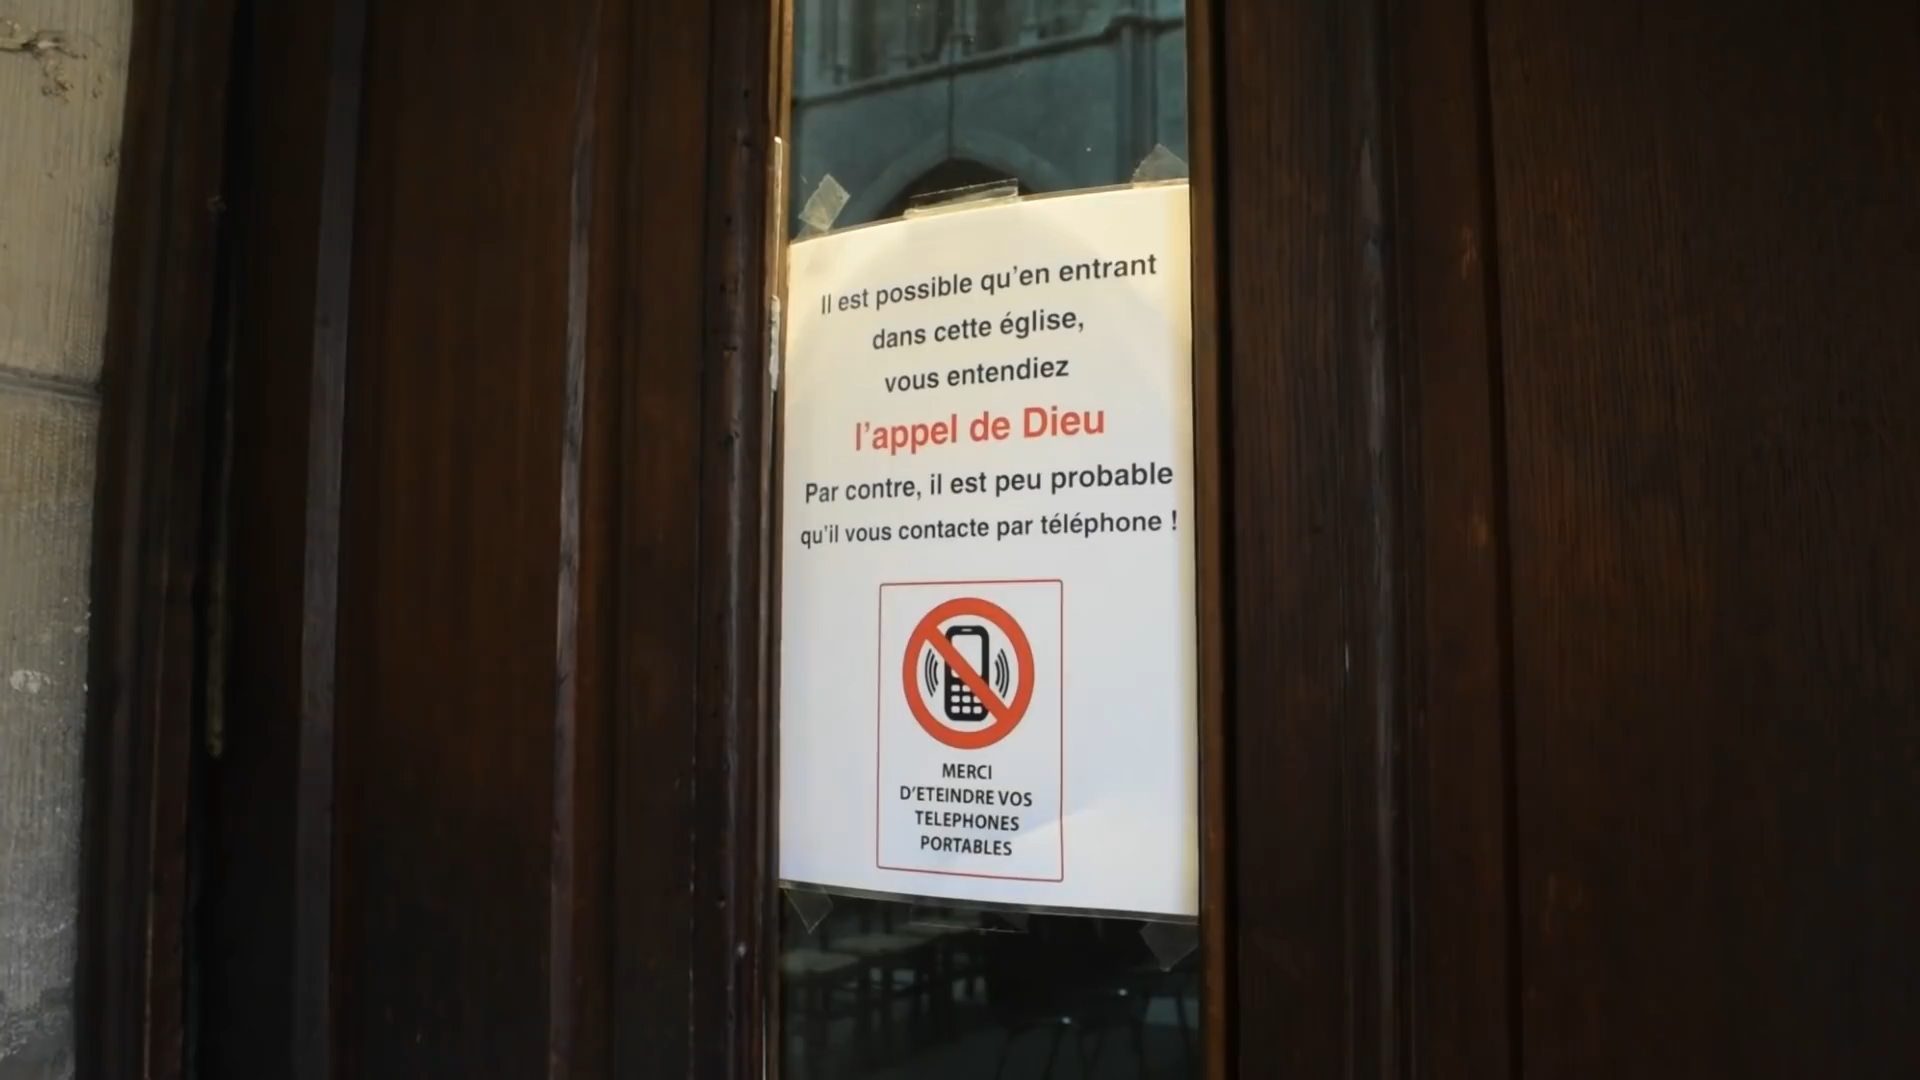 Il est possible qu'en entrant
dans cette église,
vous entendiez
l'appel de Dieu
Par contre, il est peu probable
qu'il vous contacte par téléphone !
MERCI
D'ETEINDRE VOS
TELEPHONES
PORTABLES